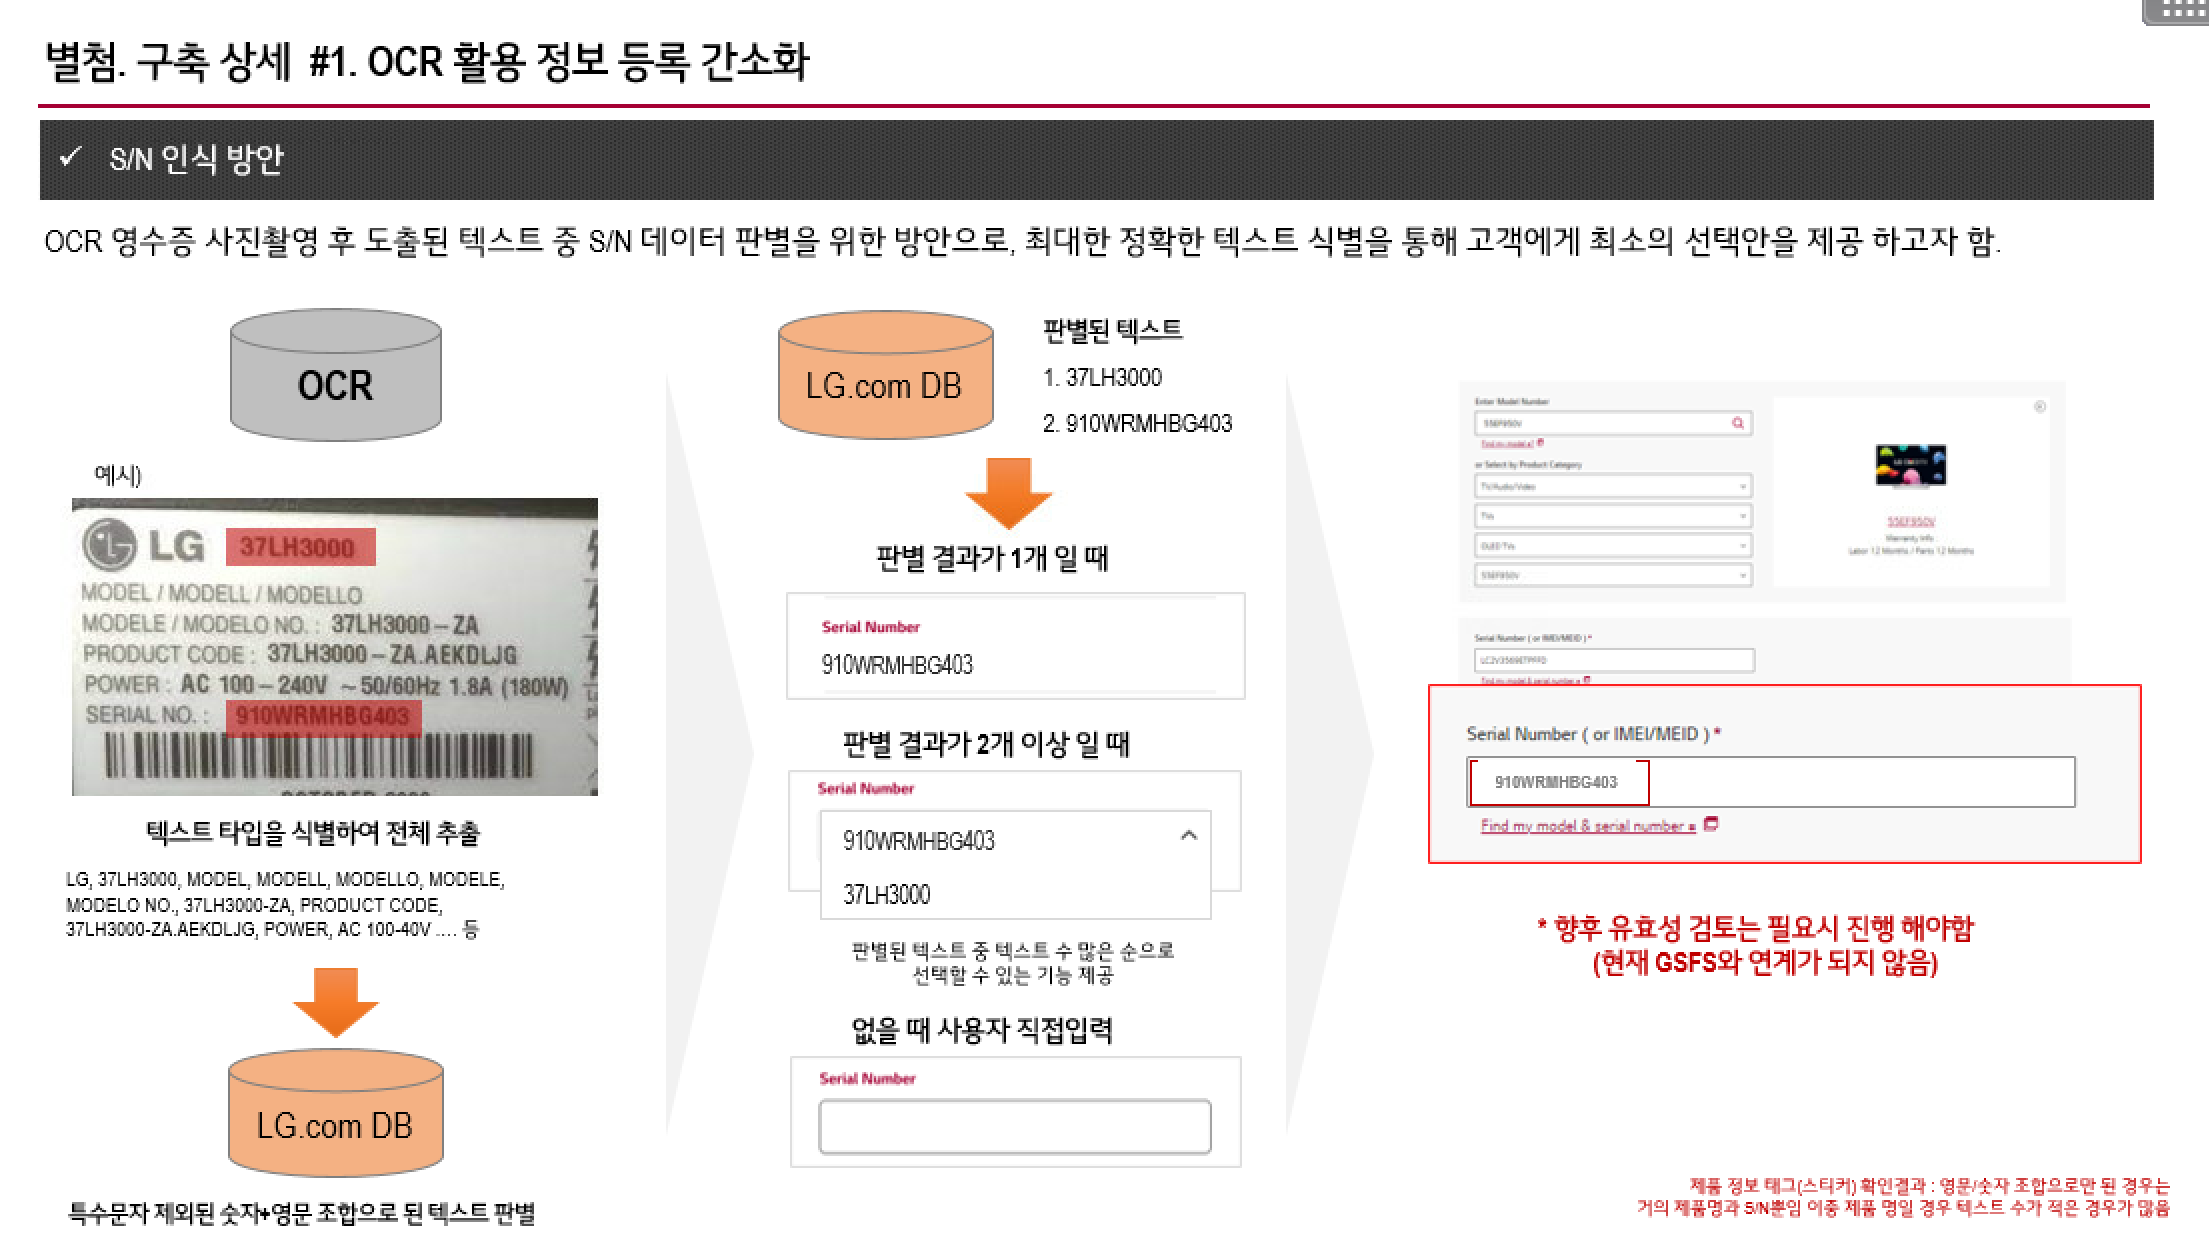 별첨. 구축 상세 #1. OCR 활용 정보 등록 간소화
✓ S/N 인식 방안
OCR 영수증 사진촬영 후 도출된 텍스트 중 S/N 데이터 판별을 위한 방안으로, 최대한 정확한 텍스트 식별을 통해 고객에게 최소의 선택안을 제공 하고자 함.
OCR
예시)
LG 37LH3000
MODEL / MODELL / MODELLO
MODELE / MODELO NO. : 37LH3000 – ZA
PRODUCT CODE : 37LH3000 – ZA.AEKDLJG
POWER : AC 100 – 240V ~ 50/60Hz 1.8A (180W)
SERIAL NO. : 910WRMHBG403
텍스트 타입을 식별하여 전체 추출
LG, 37LH3000, MODEL, MODELL, MODELLO, MODELE,
MODELO NO., 37LH3000-ZA, PRODUCT CODE,
37LH3000-ZA.AEKDLJG, POWER, AC 100-40V .... 등
LG.com DB
특수문자 제외된 숫자+영문 조합으로 된 텍스트 판별
LG.com DB
판별된 텍스트
1. 37LH3000
2. 910WRMHBG403
판별 결과가 1개 일 때
Serial Number
910WRMHBG403
판별 결과가 2개 이상 일 때
Serial Number
910WRMHBG403
37LH3000
판별된 텍스트 중 텍스트 수 많은 순으로
선택할 수 있는 기능 제공
없을 때 사용자 직접입력
Serial Number
Enter Model Number
55EF950V
Find my model #
or Select by Product Category
TV/Audio/Video
TVs
OLED TVs
55EF950V
55EF950V
Warranty Info
Labor 12 Months / Parts 12 Months
Serial Number ( or IMEI/MEID ) *
Find my model & serial number #
Serial Number ( or IMEI/MEID ) *
910WRMHBG403
Find my model & serial number #
* 향후 유효성 검토는 필요시 진행 해야함
(현재 GSFS와 연계가 되지 않음)
제품 정보 태그(스티커) 확인결과 : 영문/숫자 조합으로만 된 경우는
거의 제품명과 S/N뿐임 이중 제품 명일 경우 텍스트 수가 적은 경우가 많음